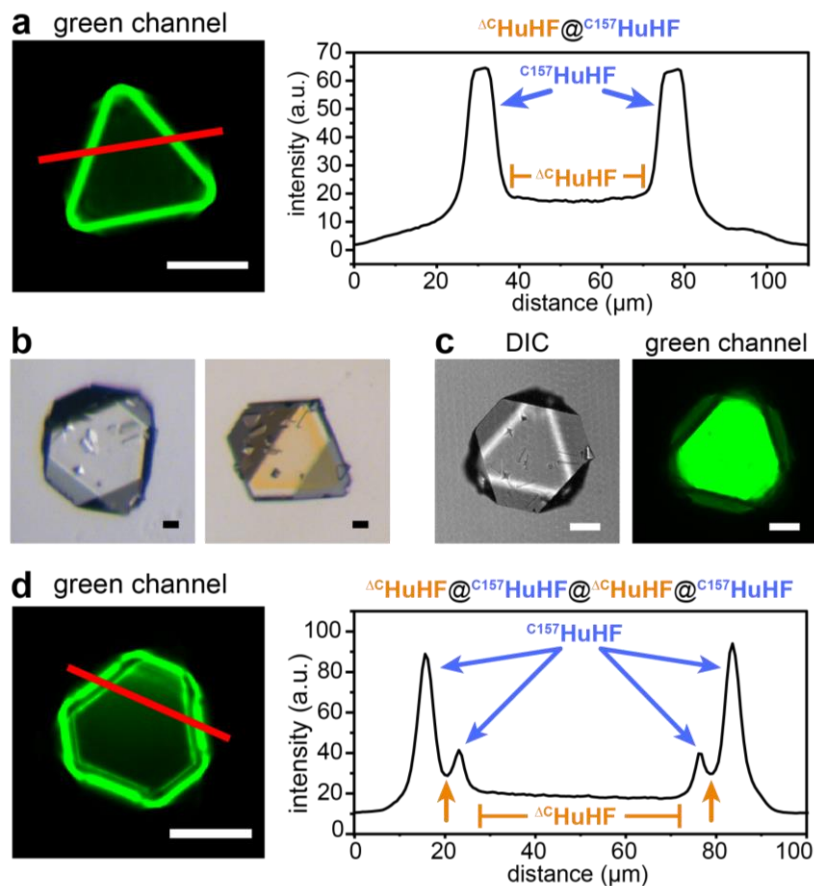 a
green channel
ΔCHuHF@C157HuHF
C157HuHF
ΔCHuHF
intensity (a.u.)
70
60
50
40
30
20
10
0
0 20 40 60 80 100
distance (µm)
b
c
DIC
green channel
d
green channel
ΔCHuHF@C157HuHF@ΔCHuHF@C157HuHF
C157HuHF
ΔCHuHF
intensity (a.u.)
100
80
60
40
20
0
0 20 40 60 80 100
distance (µm)